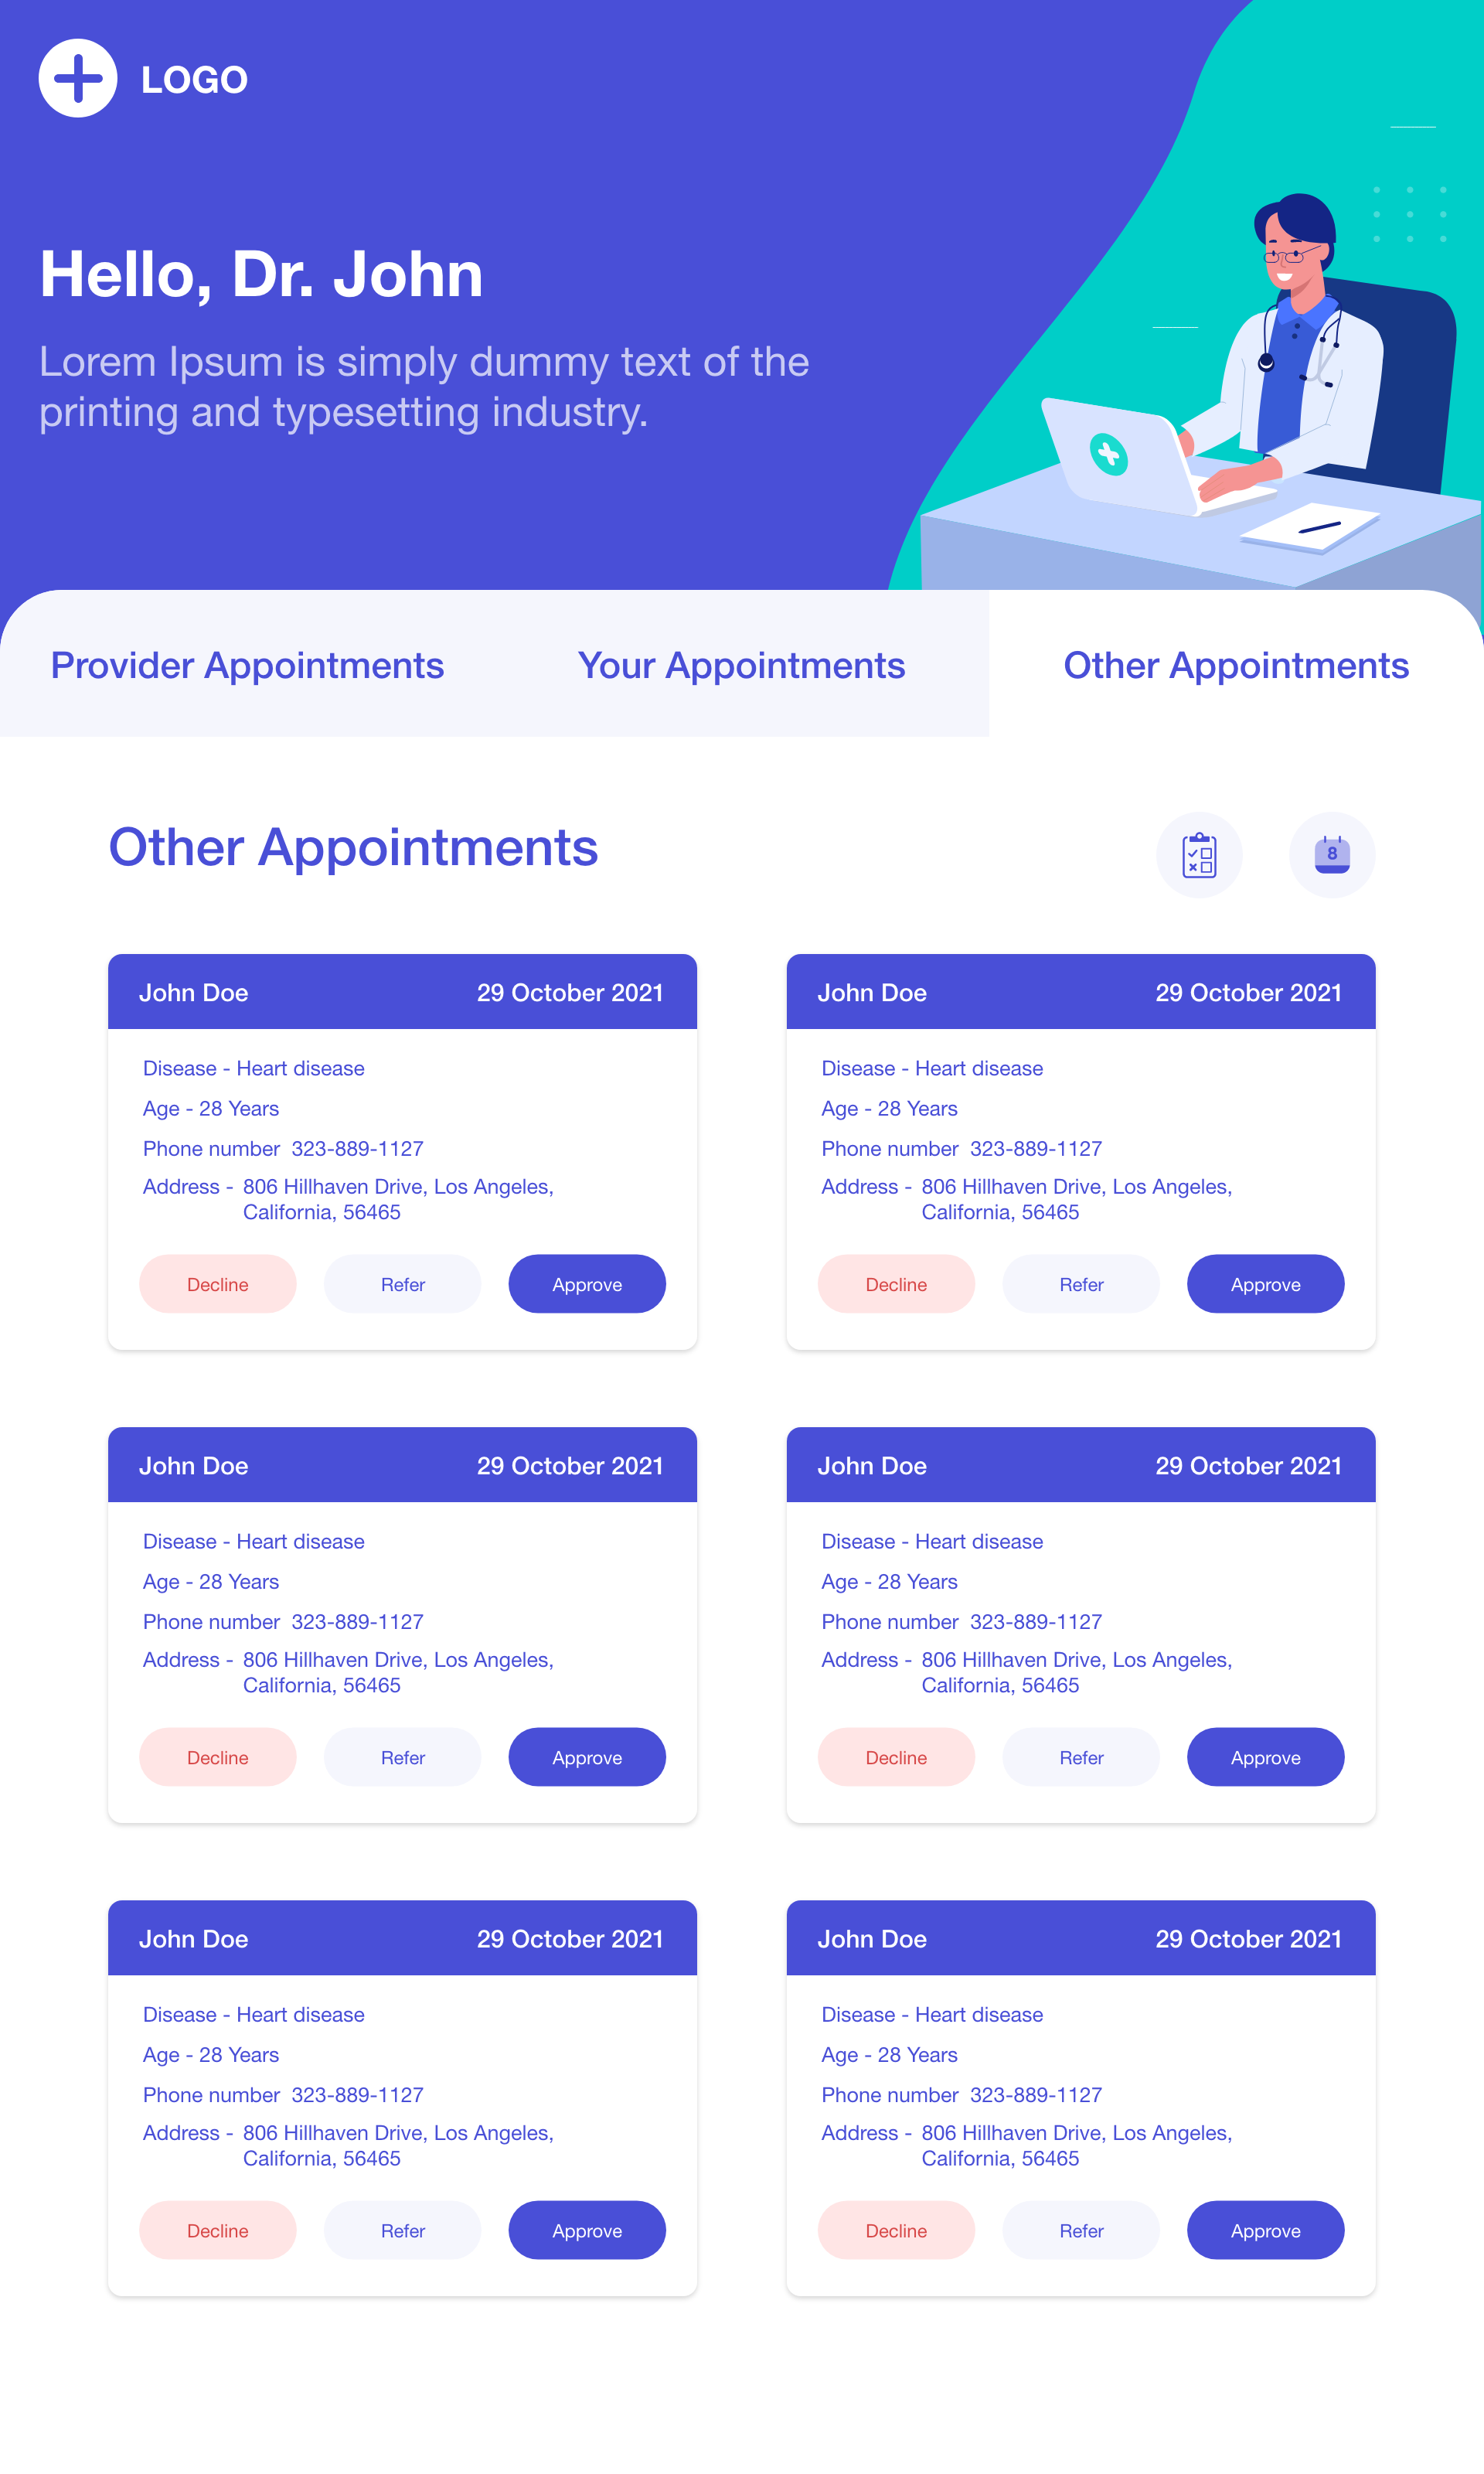 LOGO
Hello, Dr. John
Lorem Ipsum is simply dummy text of the
printing and typesetting industry.
Provider Appointments
Your Appointments
Other Appointments
Other Appointments
8
John Doe
29 October 2021
Disease - Heart disease
Age - 28 Years
Phone number 323-889-1127
Address - 806 Hillhaven Drive, Los Angeles,
California, 56465
Decline
Refer
Approve
John Doe
29 October 2021
Disease - Heart disease
Age - 28 Years
Phone number 323-889-1127
Address - 806 Hillhaven Drive, Los Angeles,
California, 56465
Decline
Refer
Approve
John Doe
29 October 2021
Disease - Heart disease
Age - 28 Years
Phone number 323-889-1127
Address - 806 Hillhaven Drive, Los Angeles,
California, 56465
Decline
Refer
Approve
John Doe
29 October 2021
Disease - Heart disease
Age - 28 Years
Phone number 323-889-1127
Address - 806 Hillhaven Drive, Los Angeles,
California, 56465
Decline
Refer
Approve
John Doe
29 October 2021
Disease - Heart disease
Age - 28 Years
Phone number 323-889-1127
Address - 806 Hillhaven Drive, Los Angeles,
California, 56465
Decline
Refer
Approve
John Doe
29 October 2021
Disease - Heart disease
Age - 28 Years
Phone number 323-889-1127
Address - 806 Hillhaven Drive, Los Angeles,
California, 56465
Decline
Refer
Approve